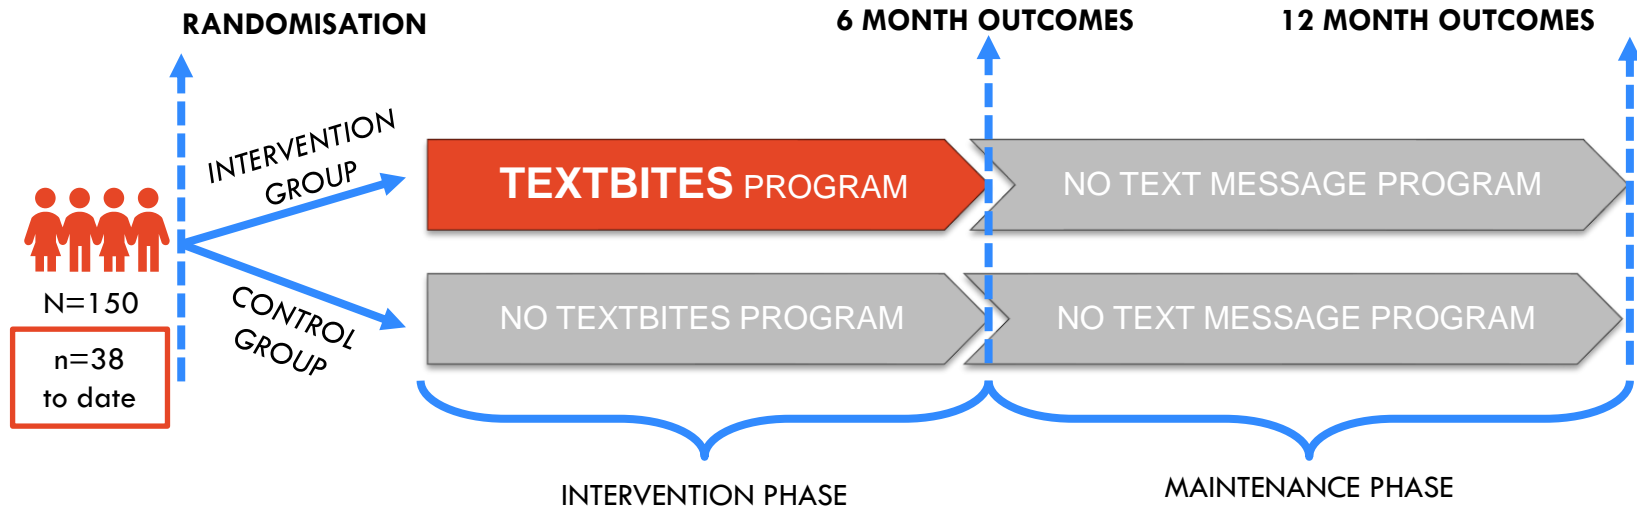 RANDOMISATION
6 MONTH OUTCOMES
12 MONTH OUTCOMES
INTERVENTION
GROUP
TEXTBITES PROGRAM
NO TEXT MESSAGE PROGRAM
N=150
n=38
to date
CONTROL
GROUP
NO TEXTBITES PROGRAM
NO TEXT MESSAGE PROGRAM
INTERVENTION PHASE
MAINTENANCE PHASE